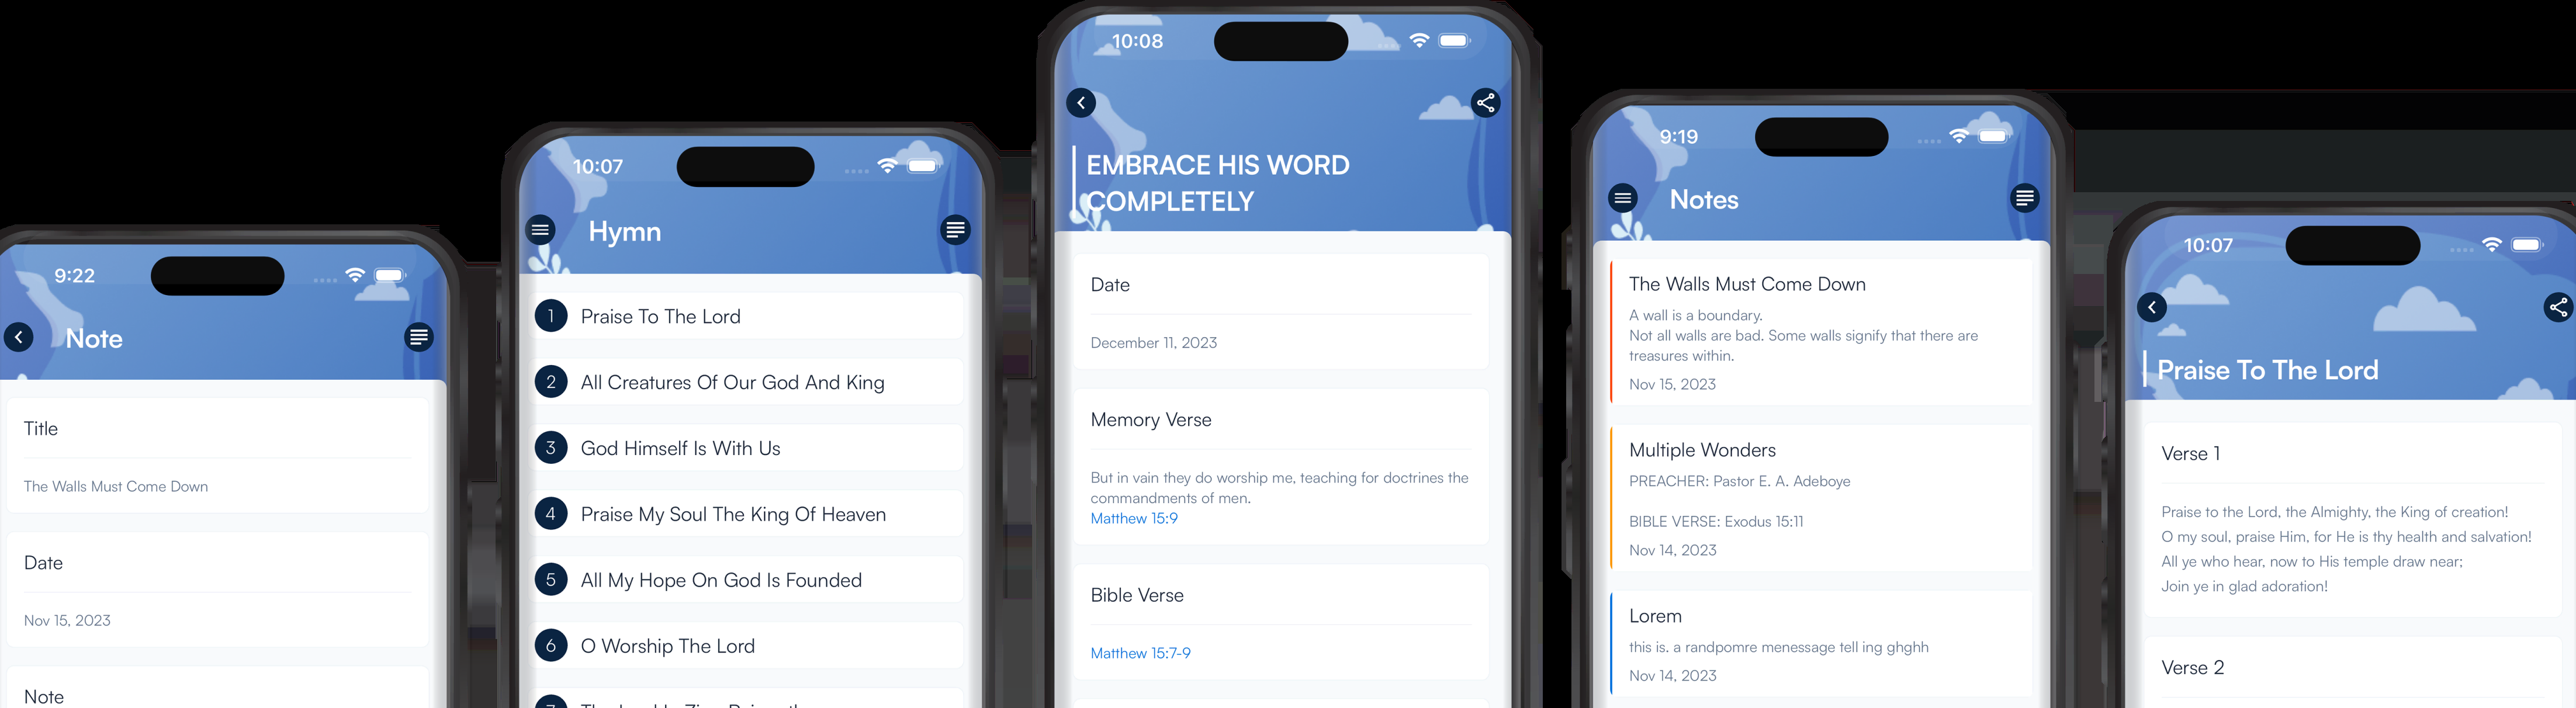 9:22
Note
Title
The Walls Must Come Down
Date
Nov 15, 2023
Note
10:07
Hymn
1 Praise To The Lord
2 All Creatures Of Our God And King
3 God Himself Is With Us
4 Praise My Soul The King Of Heaven
5 All My Hope On God Is Founded
6 O Worship The Lord
10:08
EMBRACE HIS WORD
COMPLETELY
Date
December 11, 2023
Memory Verse
But in vain they do worship me, teaching for doctrines the
commandments of men.
Matthew 15:9
Bible Verse
Matthew 15:7-9
9:19
Notes
The Walls Must Come Down
A wall is a boundary.
Not all walls are bad. Some walls signify that there are
treasures within.
Nov 15, 2023
Multiple Wonders
PREACHER: Pastor E. A. Adeboye
BIBLE VERSE: Exodus 15:11
Nov 14, 2023
Lorem
this is. a randpomre menessage tell ing ghghh
Nov 14, 2023
10:07
Praise To The Lord
Verse 1
Praise to the Lord, the Almighty, the King of creation!
O my soul, praise Him, for He is thy health and salvation!
All ye who hear, now to His temple draw near;
Join ye in glad adoration!
Verse 2